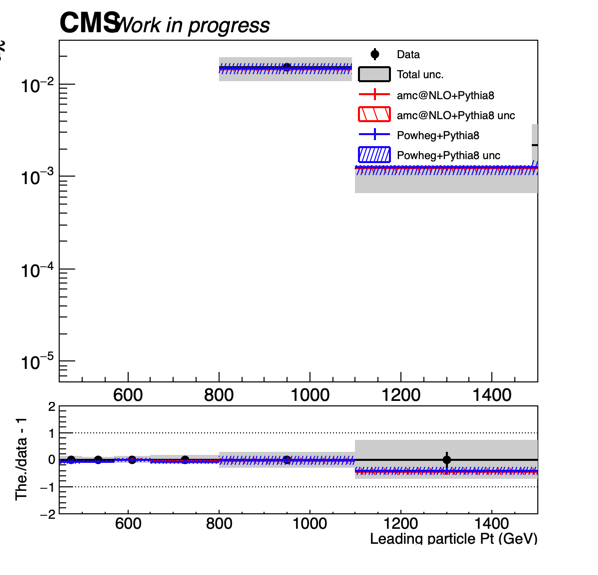 CMS Work in progress
Data
Total unc.
amc@NLO+Pythia8
amc@NLO+Pythia8 unc
Powheg+Pythia8
Powheg+Pythia8 unc
10⁻²
10⁻³
10⁻⁴
10⁻⁵
600 800 1000 1200 1400
The./data - 1
2
1
0
−1
−2
600 800 1000 1200 1400
Leading particle Pt (GeV)